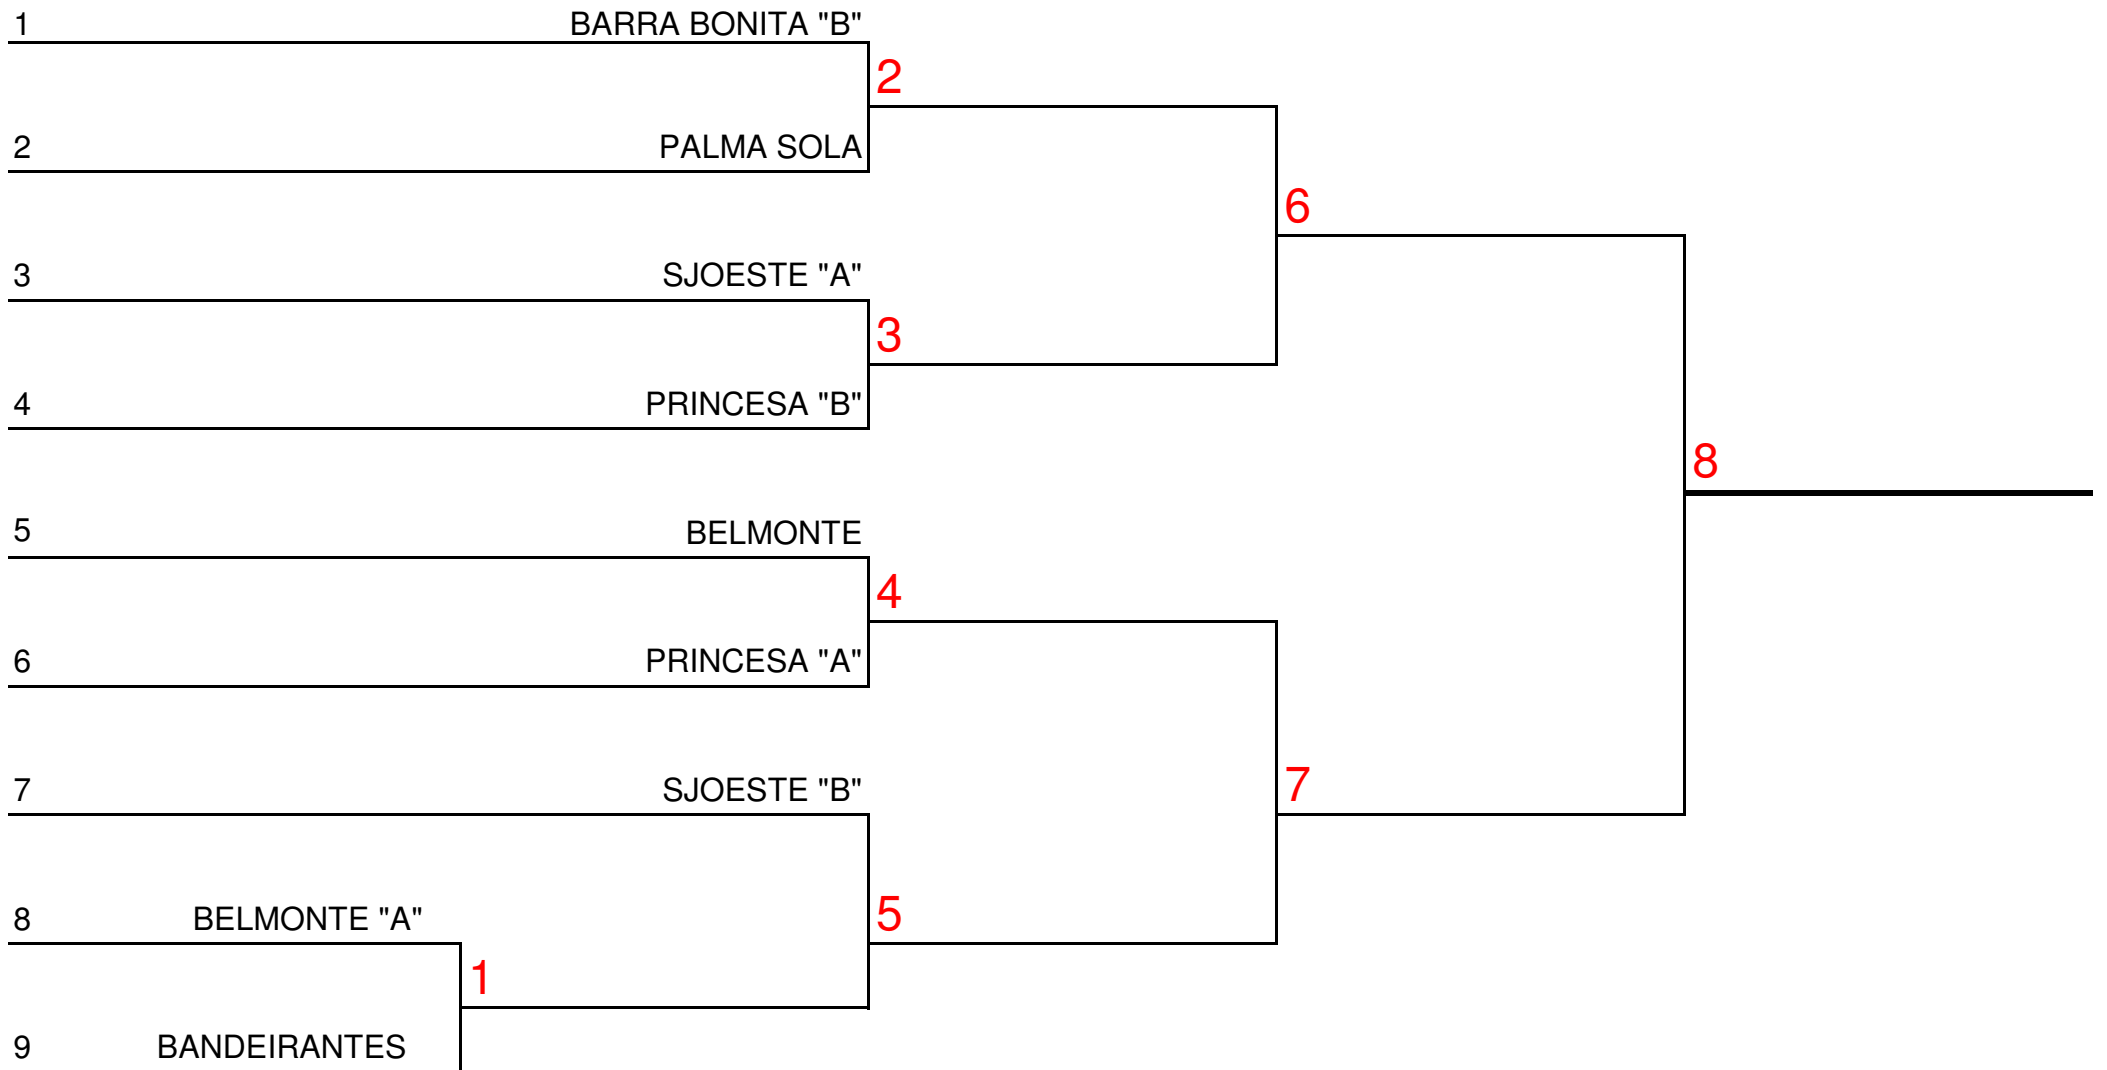 1 BARRA BONITA "B"
2
2 PALMA SOLA
6
3 SJOESTE "A"
3
4 PRINCESA "B"
8
5 BELMONTE
4
6 PRINCESA "A"
7 SJOESTE "B"
7
8 BELMONTE "A"
5
1
9 BANDEIRANTES